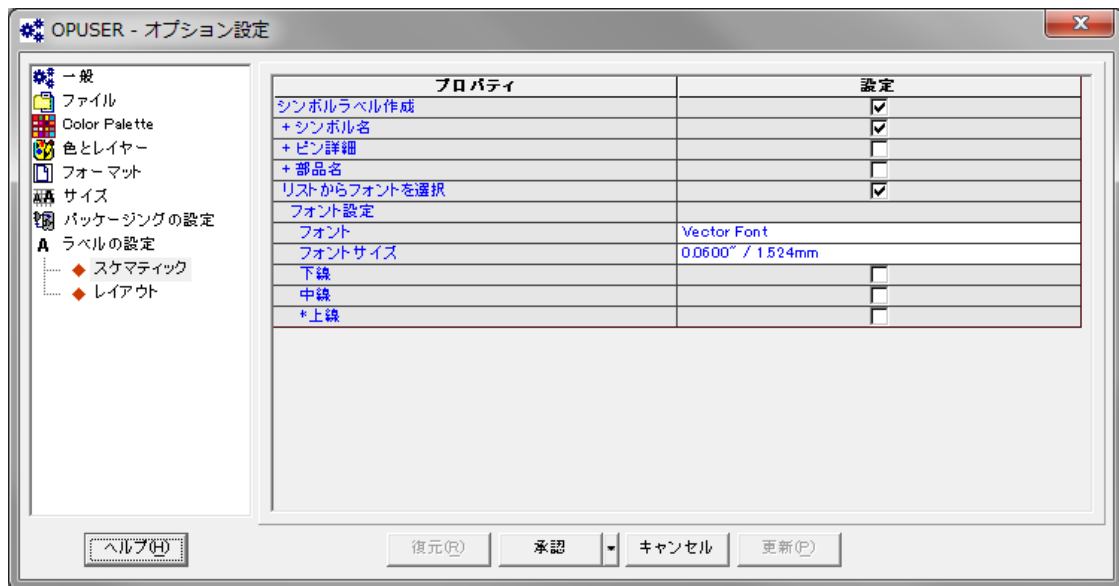 OPUSER - オプション設定
一般
ファイル
Color Palette
色とレイヤー
フォーマット
サイズ
パッケージングの設定
ラベルの設定
スケマティック
レイアウト
プロパティ 設定
シンボルラベル作成
+ シンボル名
+ ピン詳細
+ 部品名
リストからフォントを選択
フォント設定
フォント Vector Font
フォントサイズ 0.0600" / 1.524mm
下線
中線
*上線
ヘルプ(H) 復元(R) 承認 キャンセル 更新(P)